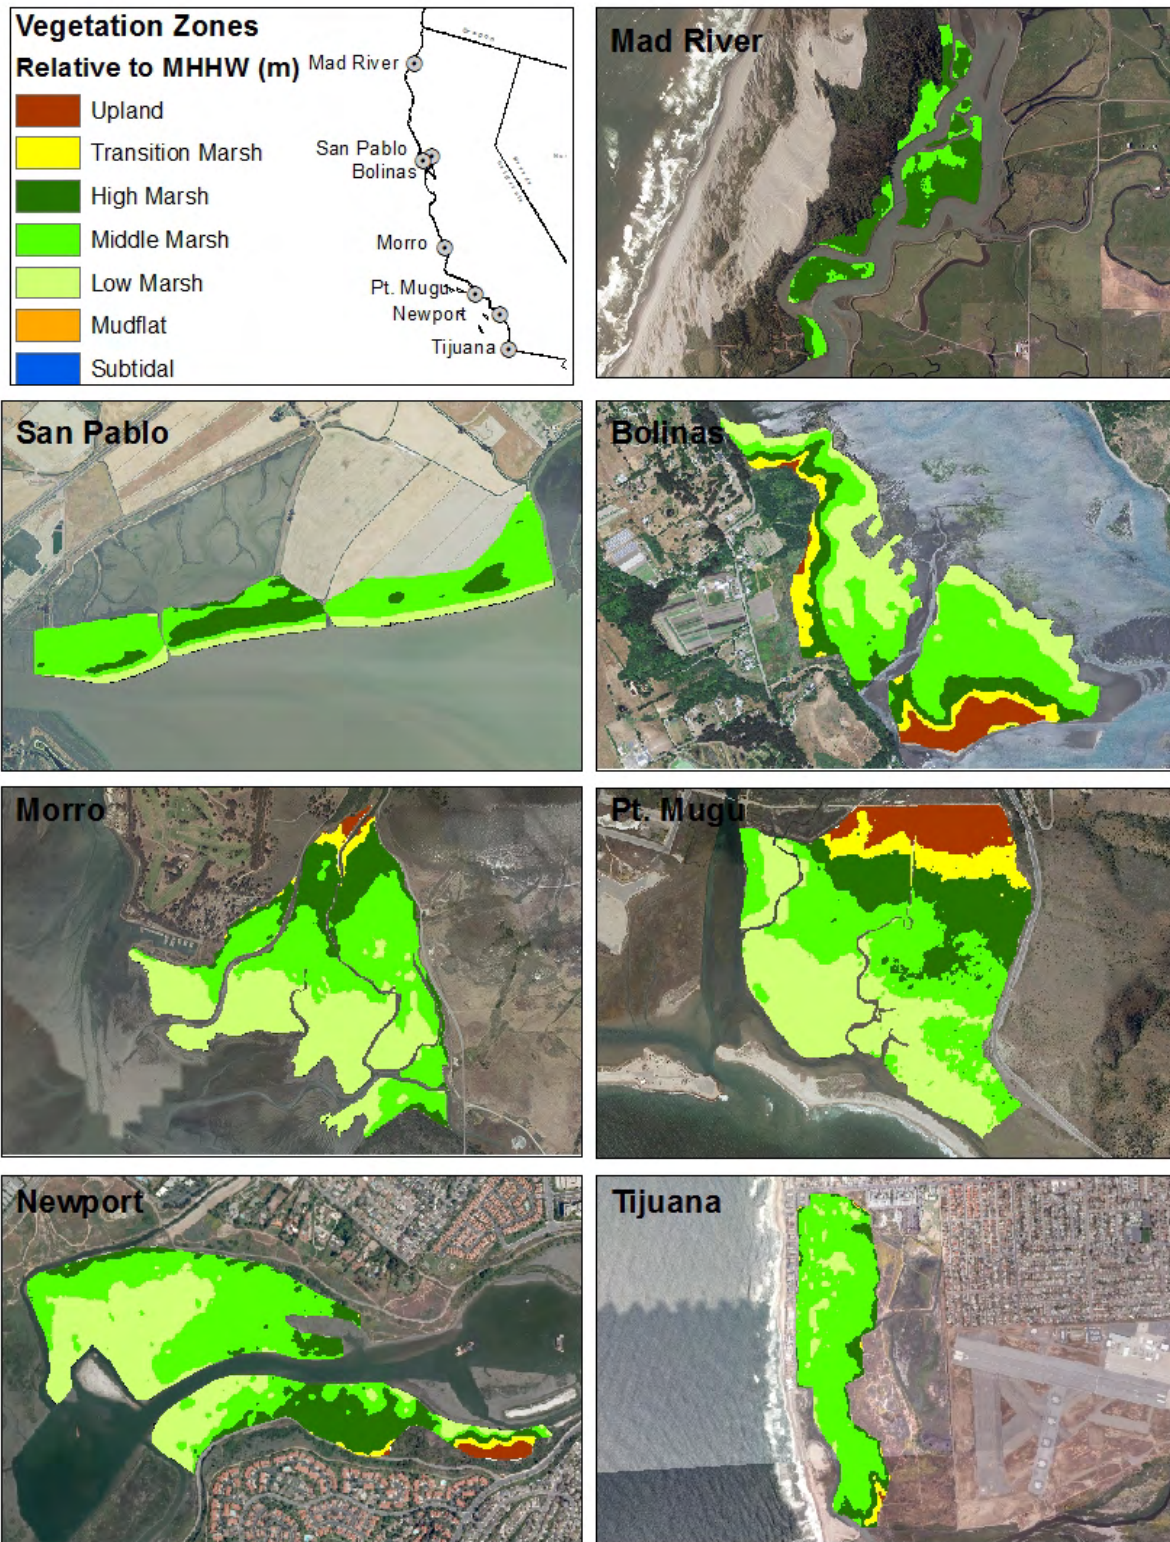 Vegetation Zones
Relative to MHHW (m)
Upland
Transition Marsh
High Marsh
Middle Marsh
Low Marsh
Mudflat
Subtidal
Mad River
San Pablo
Bolinas
Morro
Pt. Mugu
Newport
Tijuana
Mad River
San Pablo
Bolinas
Morro
Pt. Mugu
Newport
Tijuana